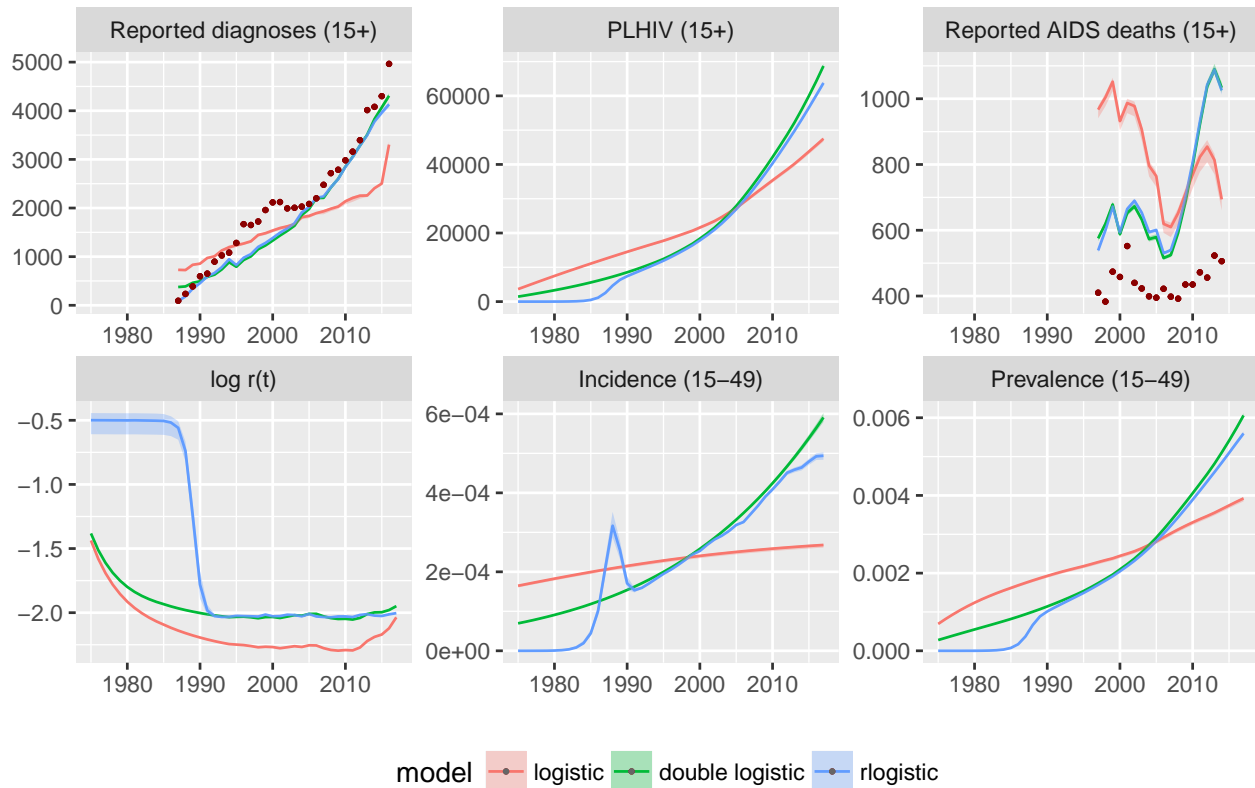 Reported diagnoses (15+)
PLHIV (15+)
Reported AIDS deaths (15+)
5000
4000
3000
2000
1000
0
1980 1990 2000 2010
60000
40000
20000
0
1980 1990 2000 2010
1000
800
600
400
1980 1990 2000 2010
log r(t)
Incidence (15−49)
Prevalence (15−49)
−0.5
−1.0
−1.5
−2.0
1980 1990 2000 2010
6e−04
4e−04
2e−04
0e+00
1980 1990 2000 2010
0.006
0.004
0.002
0.000
1980 1990 2000 2010
model logistic double logistic rlogistic